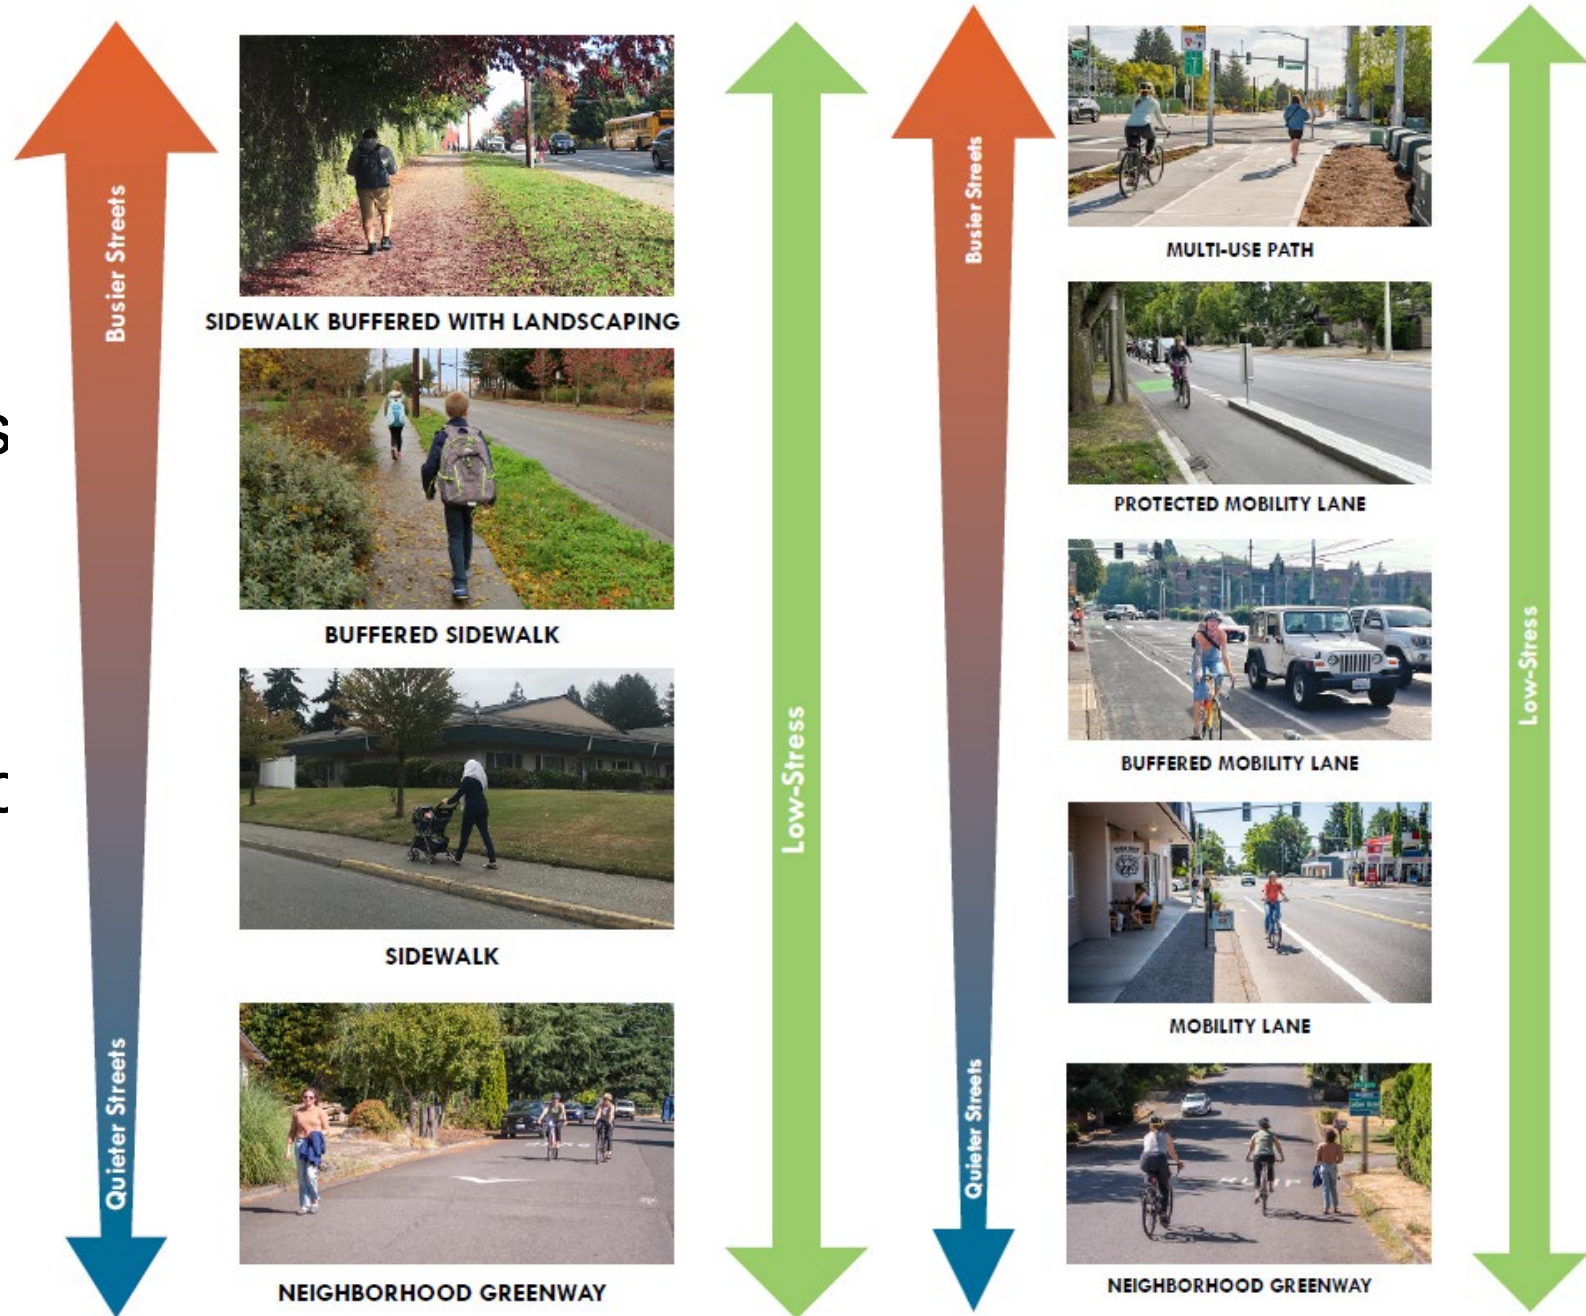 Busier Streets
Quieter Streets
SIDEWALK BUFFERED WITH LANDSCAPING
BUFFERED SIDEWALK
SIDEWALK
NEIGHBORHOOD GREENWAY
Low-Stress
Busier Streets
Quieter Streets
MULTI-USE PATH
PROTECTED MOBILITY LANE
BUFFERED MOBILITY LANE
MOBILITY LANE
NEIGHBORHOOD GREENWAY
Low-Stress